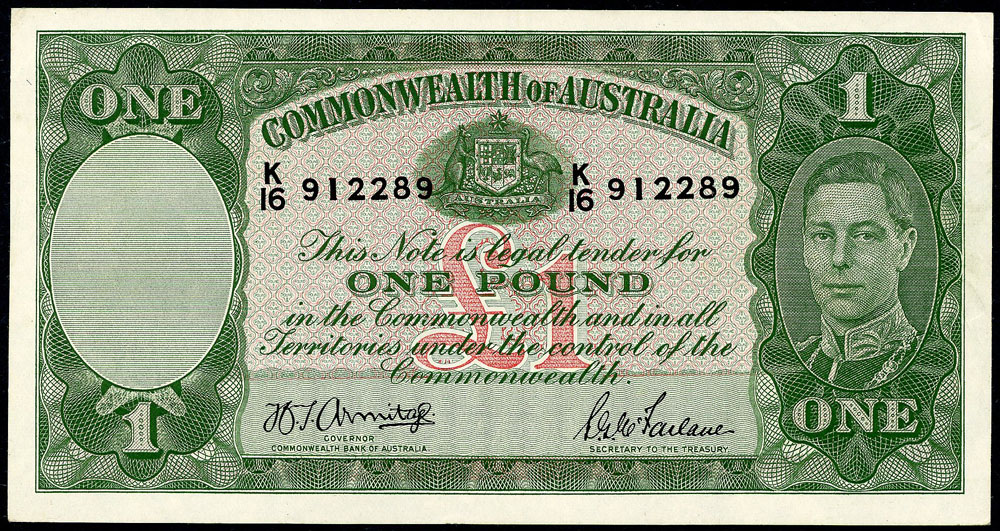 ONE
1
COMMONWEALTH OF AUSTRALIA
K/16 912289
K/16 912289
AUSTRALIA
This Note is legal tender for
ONE POUND
£1
in the Commonwealth and in all
Territories under the control of the
Commonwealth.
H. T. Armitage
GOVERNOR
COMMONWEALTH BANK OF AUSTRALIA.
S. G. McFarlane
SECRETARY TO THE TREASURY.
1
ONE